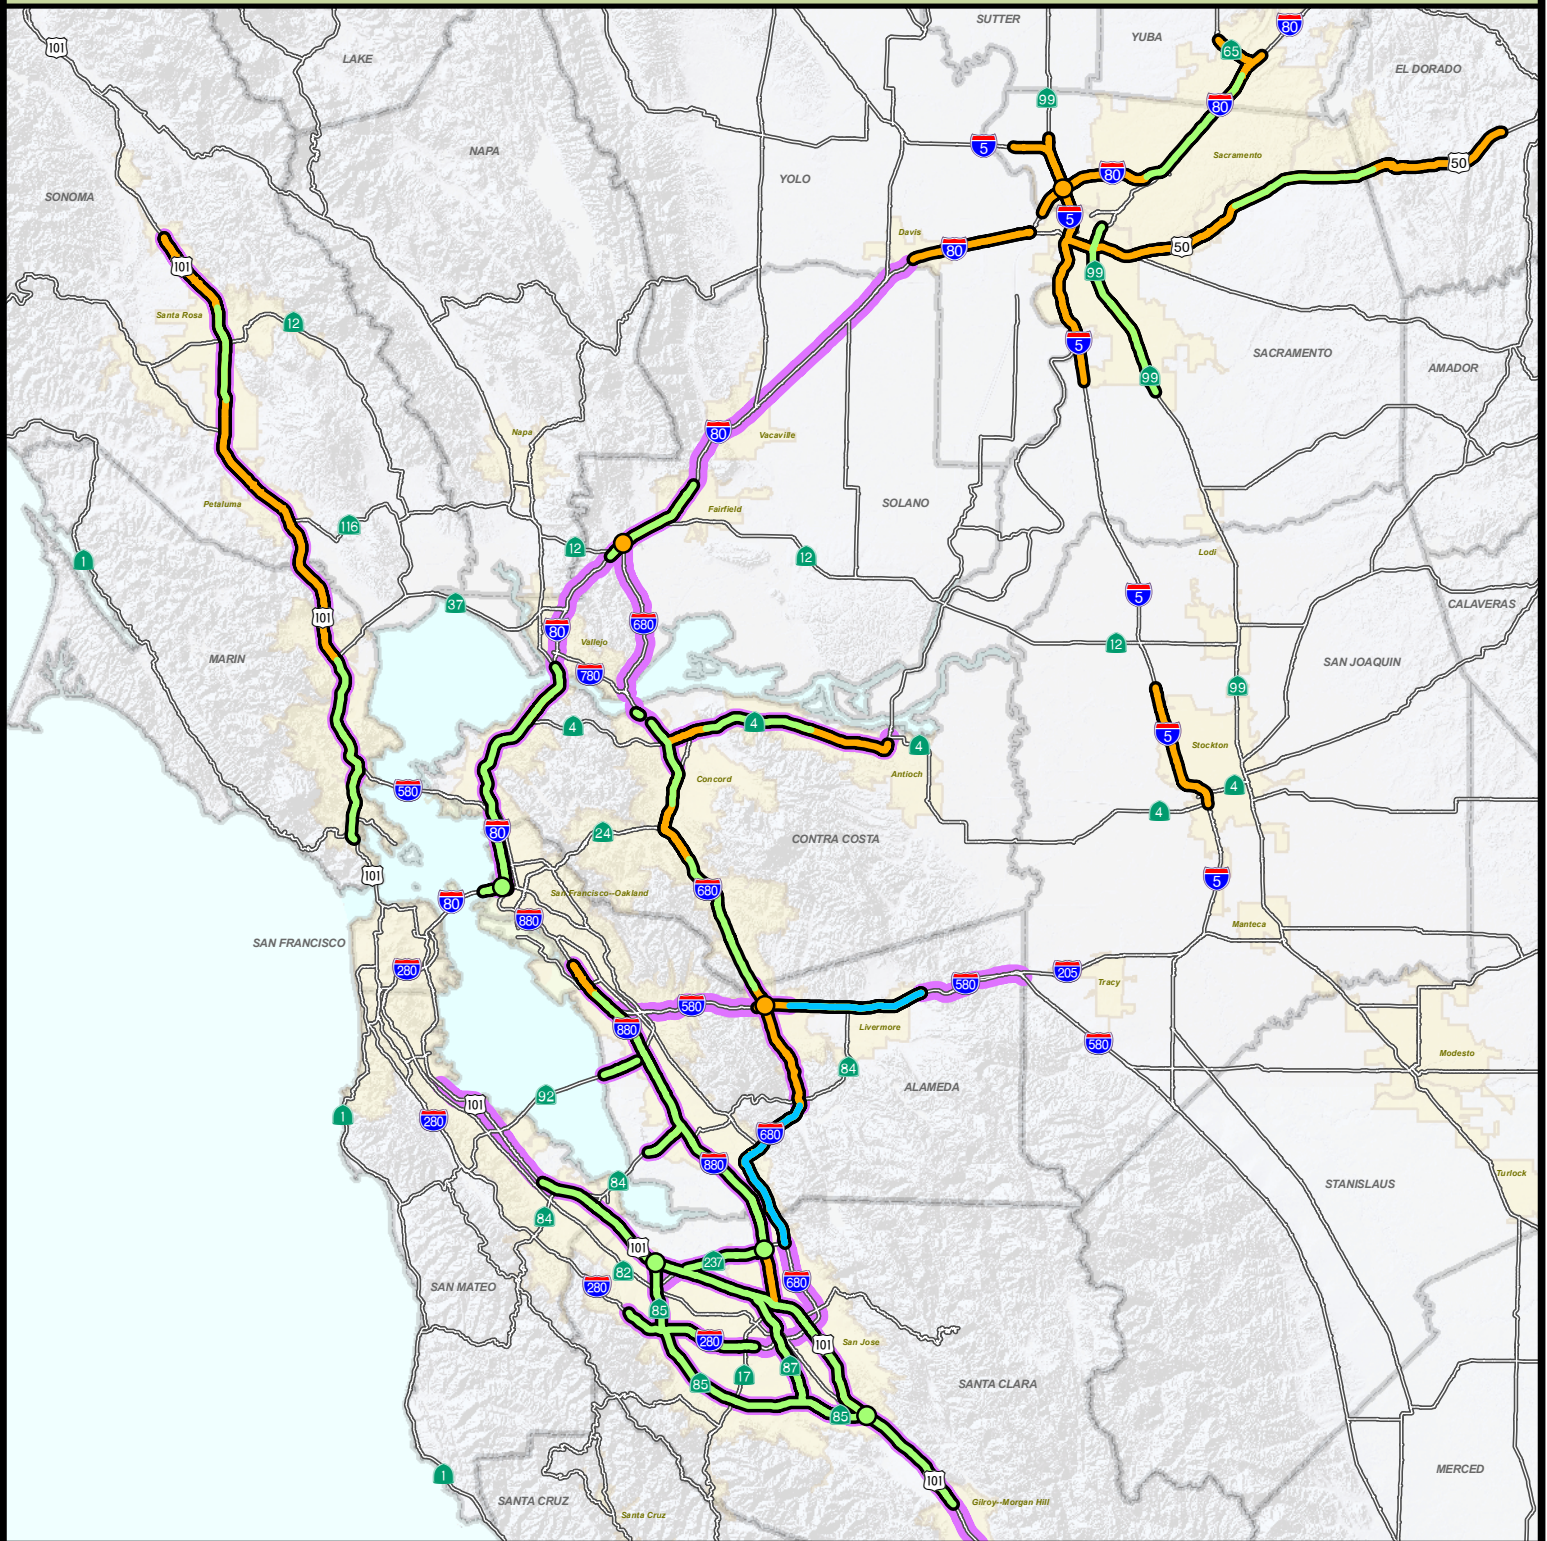 SUTTER
80
101
YUBA
65
LAKE
EL DORADO
99
80
5
NAPA
Sacramento
50
80
YOLO
SONOMA
5
Davis
80
50
101
99
Santa Rosa
12
5
SACRAMENTO
AMADOR
99
80
Napa
Vacaville
Petaluma
SOLANO
Fairfield
116
12
12
Lodi
1
5
37
CALAVERAS
101
680
80
Vallejo
12
MARIN
SAN JOAQUIN
780
99
4
4
5
4
Stockton
Antioch
Concord
580
4
4
80
24
CONTRA COSTA
101
5
680
San Francisco--Oakland
80
880
Manteca
SAN FRANCISCO
280
205
580
Tracy
580
880
Livermore
580
Modesto
84
ALAMEDA
92
101
1
280
680
880
Turlock
84
STANISLAUS
84
101
237
82
680
280
SAN MATEO
85
280
101
San Jose
87
17
85
SANTA CLARA
85
MERCED
1
101
SANTA CRUZ
Gilroy--Morgan Hill
Santa Cruz